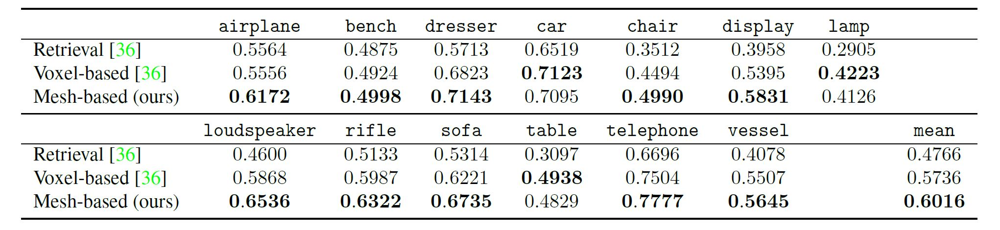 airplane bench dresser car chair display lamp
Retrieval [36] 0.5564 0.4875 0.5713 0.6519 0.3512 0.3958 0.2905
Voxel-based [36] 0.5556 0.4924 0.6823 0.7123 0.4494 0.5395 0.4223
Mesh-based (ours) 0.6172 0.4998 0.7143 0.7095 0.4990 0.5831 0.4126
loudspeaker rifle sofa table telephone vessel mean
Retrieval [36] 0.4600 0.5133 0.5314 0.3097 0.6696 0.4078 0.4766
Voxel-based [36] 0.5868 0.5987 0.6221 0.4938 0.7504 0.5507 0.5736
Mesh-based (ours) 0.6536 0.6322 0.6735 0.4829 0.7777 0.5645 0.6016